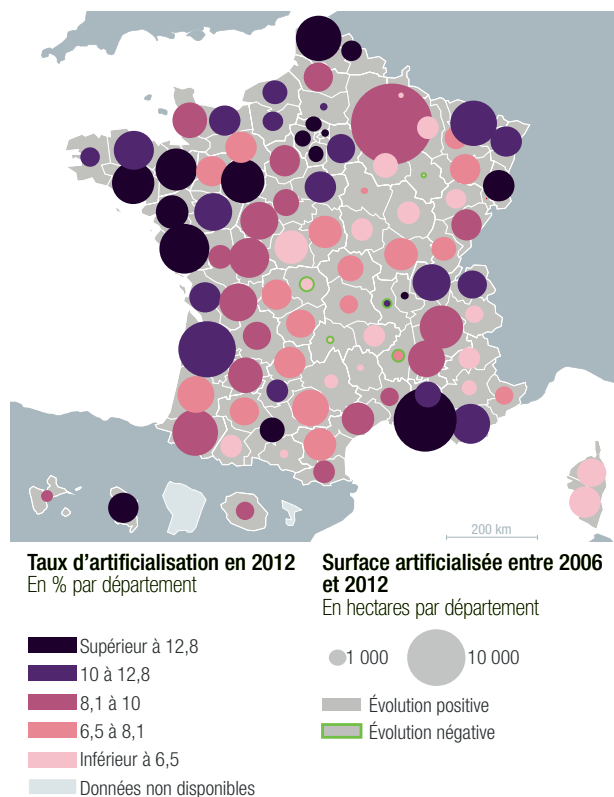 200 km
Taux d'artificialisation en 2012
En % par département
Supérieur à 12,8
10 à 12,8
8,1 à 10
6,5 à 8,1
Inférieur à 6,5
Données non disponibles
Surface artificialisée entre 2006
et 2012
En hectares par département
1 000
10 000
Évolution positive
Évolution négative